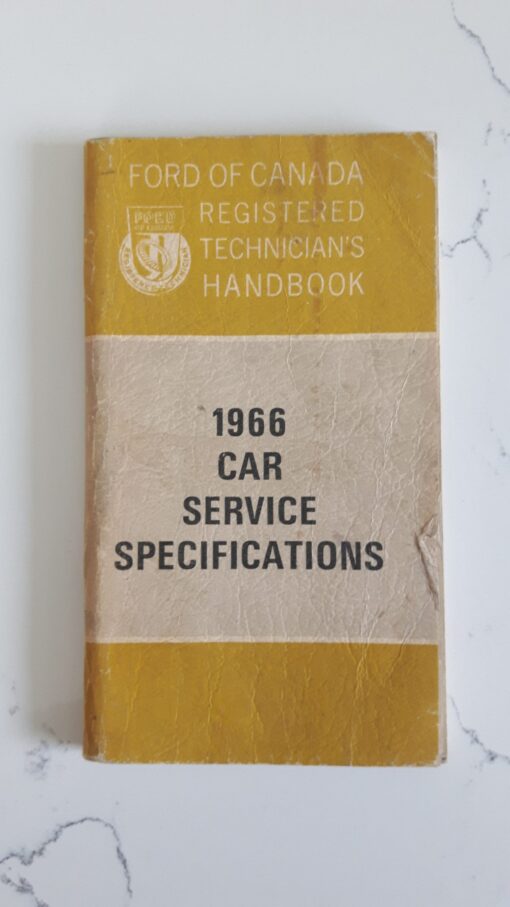 FORD OF CANADA
REGISTERED
TECHNICIAN'S
HANDBOOK
1966
CAR
SERVICE
SPECIFICATIONS